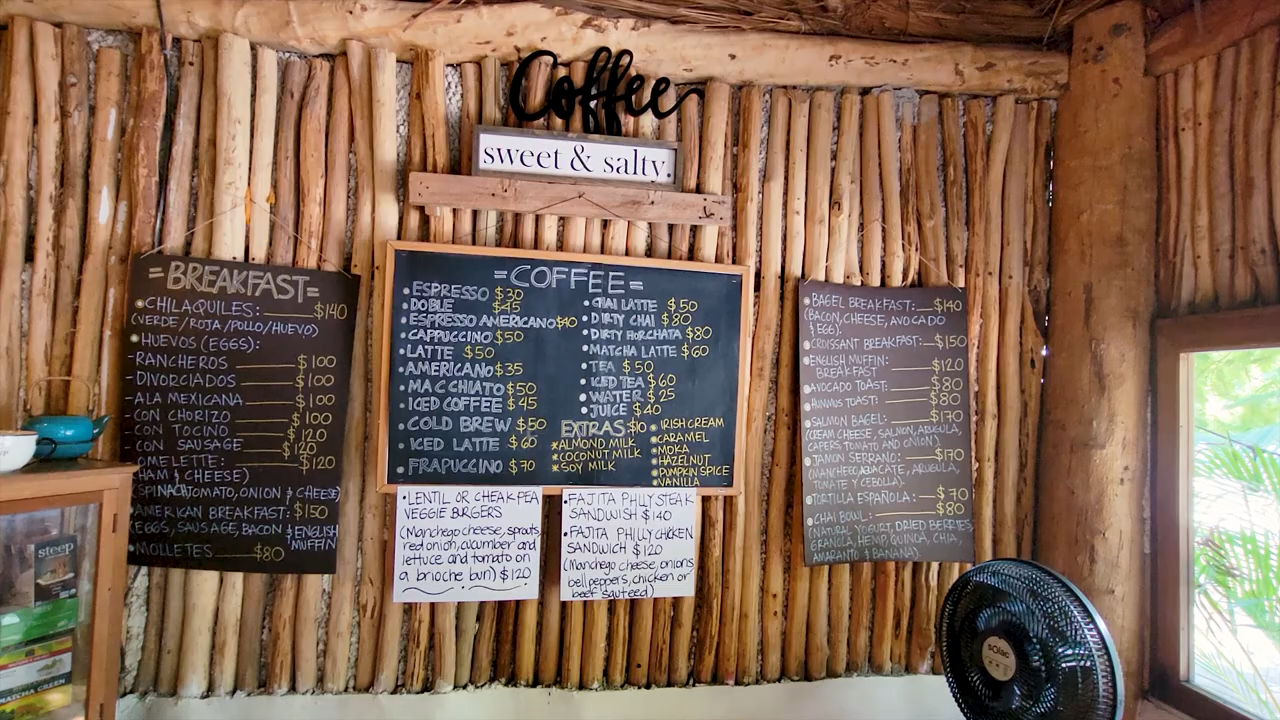 Coffee
sweet & salty.
=BREAKFAST=
CHILAQUILES: $140
(VERDE/ROJA/POLLO/HUEVO)
HUEVOS (EGGS):
-RANCHEROS $100
-DIVORCIADOS $100
-ALA MEXICANA $100
-CON CHORIZO $100
-CON TOCINO $120
-CON SAUSAGE $120
OMELETTE: $120
(HAM & CHEESE)
(SPINACH, TOMATO, ONION & CHEESE)
AMERICAN BREAKFAST: $150
(EGGS, SAUSAGE, BACON & ENGLISH
MUFFIN
MOLLETES $80
=COFFEE=
ESPRESSO $30
DOBLE $45
ESPRESSO AMERICANO $40
CAPPUCCINO $50
LATTE $50
AMERICANO $35
MACCHIATO $50
ICED COFFEE $45
COLD BREW $50
ICED LATTE $60
FRAPUCCINO $70
CHAI LATTE $50
DIRTY CHAI $80
DIRTY HORCHATA $80
MATCHA LATTE $60
TEA $50
ICED TEA $60
WATER $25
JUICE $40
EXTRAS $10
*ALMOND MILK
*COCONUT MILK
*SOY MILK
IRISH CREAM
CARAMEL
MOKA
HAZELNUT
PUMPKIN SPICE
VANILLA
LENTIL OR CHEAKPEA
VEGGIE BURGERS
(Manchego cheese, sprouts,
red onion, cucumber and
lettuce and tomato on
a brioche bun) $120
FAJITA PHILLY STEAK
SANDWISH $140
FAJITA PHILLY CHICKEN
SANDWICH $120
(Manchego cheese, onions,
bell peppers, chicken or
beef sauteed)
BAGEL BREAKFAST: $140
(BACON, CHEESE, AVOCADO
& EGG).
CROISSANT BREAKFAST: $150
ENGLISH MUFFIN
BREAKFAST $120
AVOCADO TOAST: $80
HUMMUS TOAST: $80
SALMON BAGEL: $170
(CREAM CHEESE, SALMON, ARUGULA,
CAPERS, TOMATO AND ONION).
JAMON SERRANO: $170
(MANCHEGO, AGUACATE, ARUGULA,
TOMATE Y CEBOLLA).
TORTILLA ESPAÑOLA: $70
CHAI BOWL: $80
(NATURAL YOGURT, DRIED BERRIES,
GRANILLA, HEMP, QUINOA, CHIA,
AMARANTO & BANANA).
steep
MATCHA GREEN